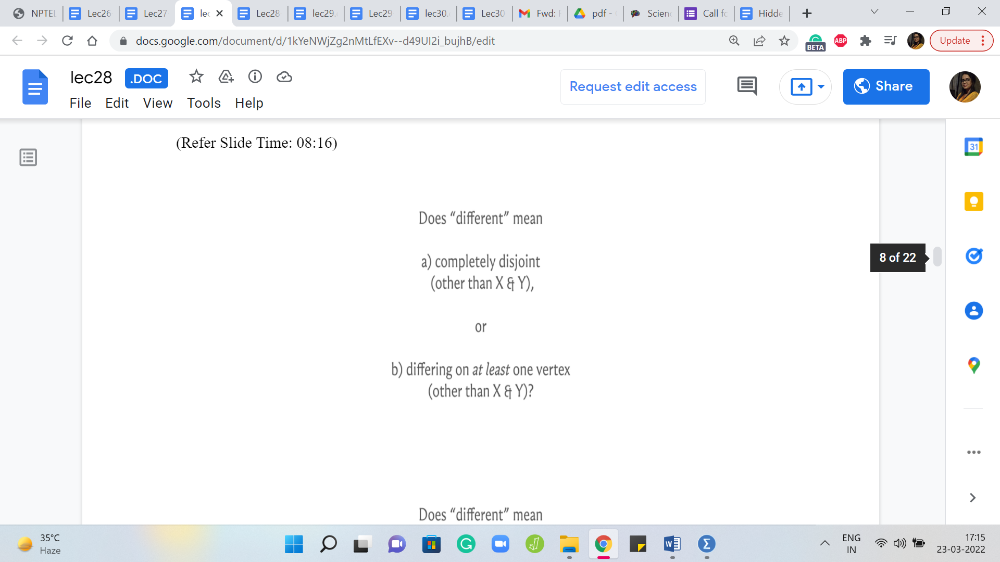 NPTEL
Lec26
Lec27
lec
Lec28
lec29.
Lec29
lec30.
Lec30
Fwd:
pdf -
Scien
Call fo
Hidde
docs.google.com/document/d/1kYeNWjZg2nMtLfEXv--d49UI2i_bujhB/edit
BETA
ABP
Update
lec28
.DOC
Request edit access
Share
File Edit View Tools Help
(Refer Slide Time: 08:16)
31
Does “different” mean
a) completely disjoint
(other than X & Y),
8 of 22
or
b) differing on at least one vertex
(other than X & Y)?
Does “different” mean
35°C
Haze
ENG
IN
17:15
23-03-2022